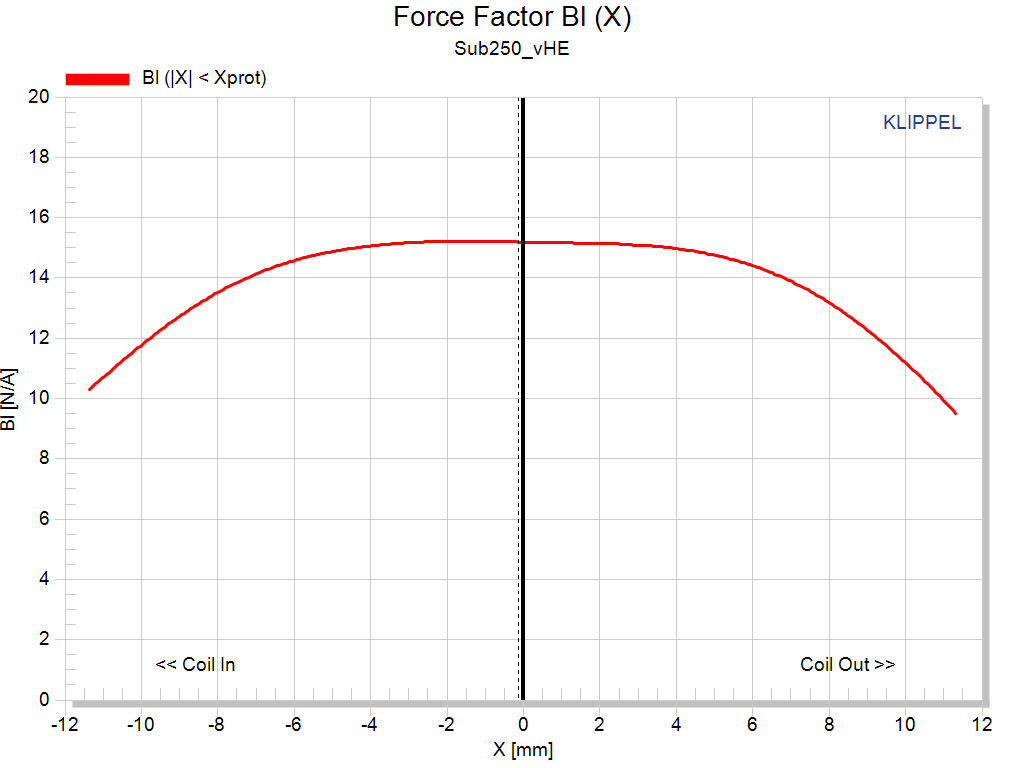 Force Factor Bl (X)
Sub250_vHE
Bl (|X| < Xprot)
KLIPPEL
20
18
16
14
12
10
8
6
4
2
0
Bl [N/A]
<< Coil In
Coil Out >>
-12 -10 -8 -6 -4 -2 0 2 4 6 8 10 12
X [mm]